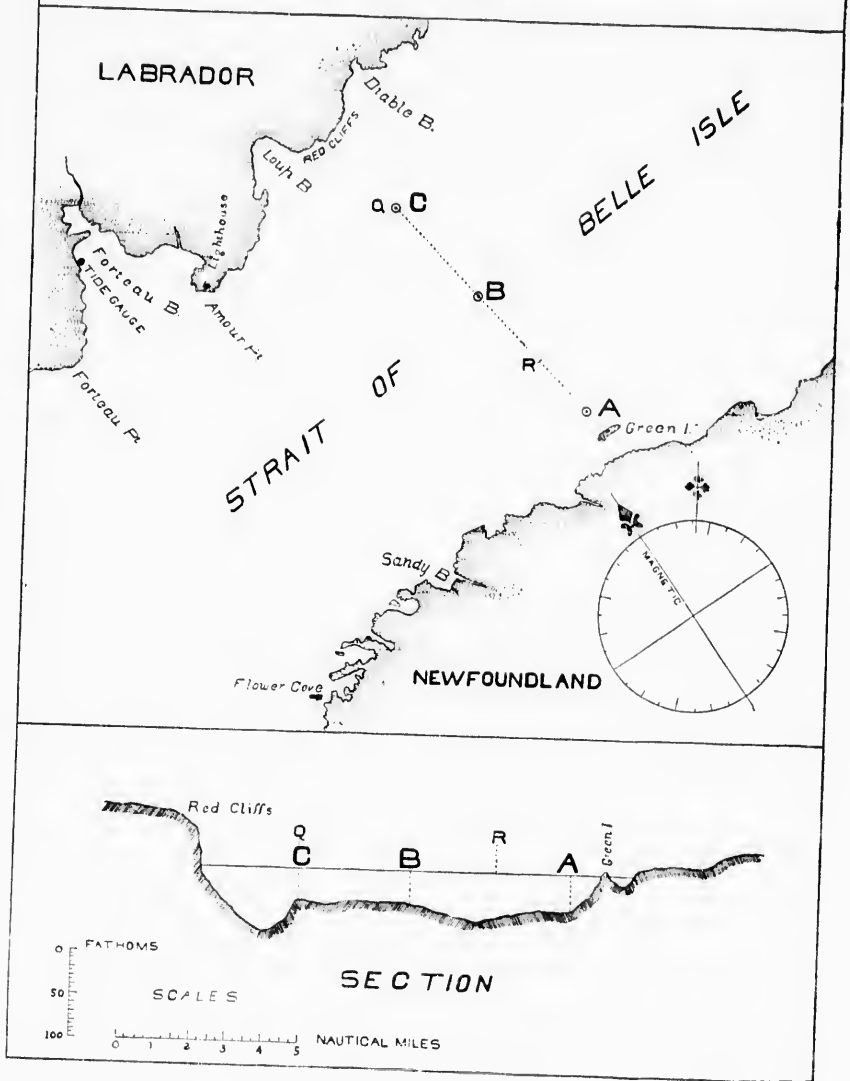 LABRADOR
Diable B.
RED CLIFFS
Loup B
BELLE ISLE
Q C
Lighthouse
Forteau B.
TIDE GAUGE
Amour Pt
B
R
Forteau Pt.
STRAIT OF
A
Green I.
MAGNETIC
Sandy B
Flower Cove
NEWFOUNDLAND
Red Cliffs
Q
C
B
R
A
Green I
0 FATHOMS
50
100
SECTION
SCALES
0 1 2 3 4 5 NAUTICAL MILES